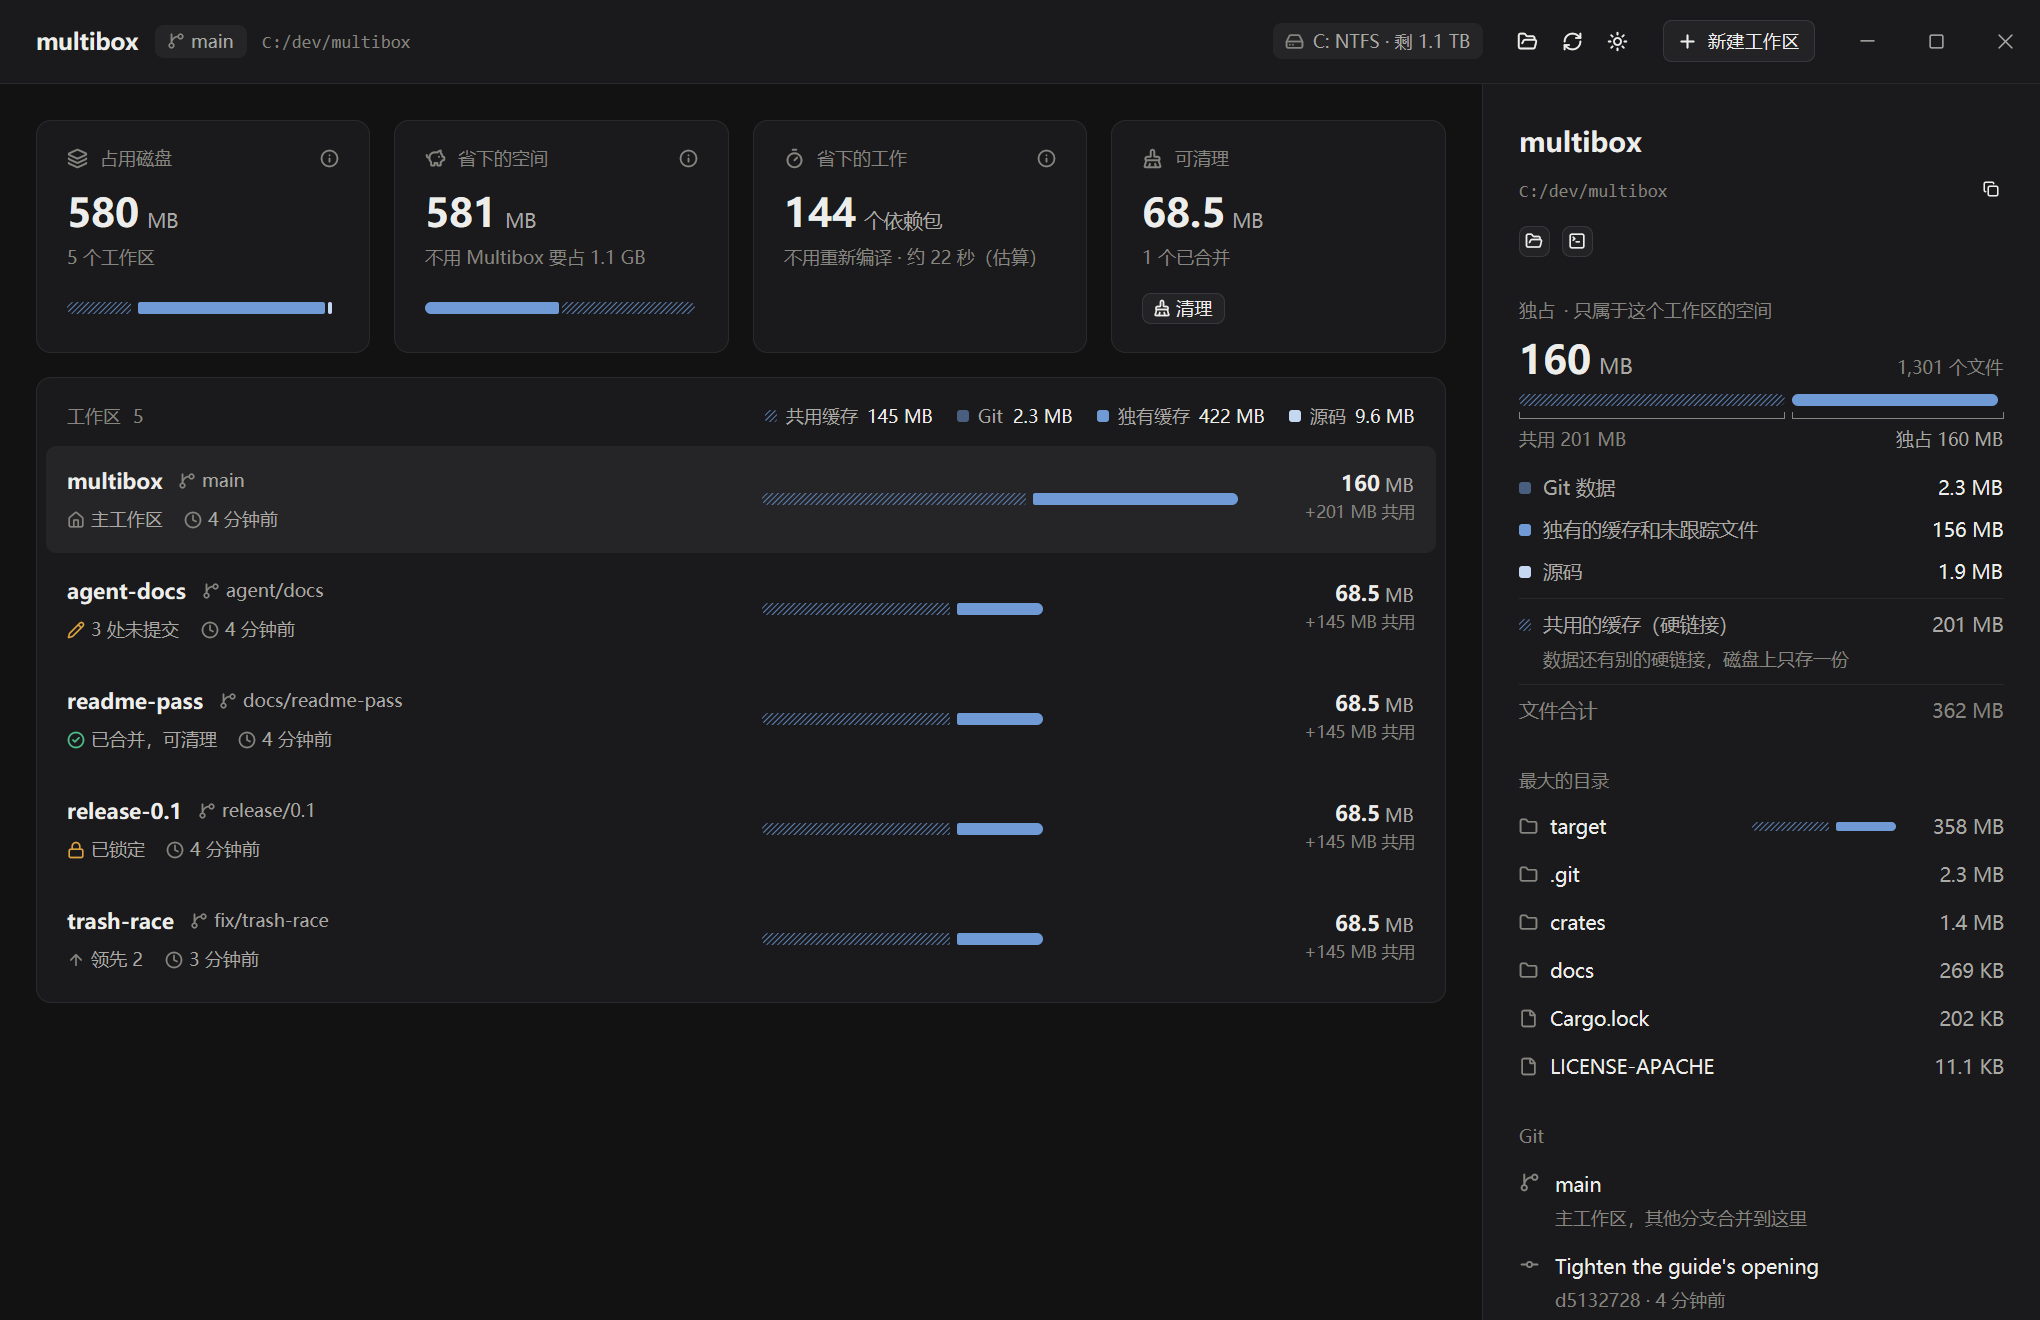 multibox main C:/dev/multibox C: NTFS · 剩 1.1 TB 新建工作区
占用磁盘
580 MB
5 个工作区
省下的空间
581 MB
不用 Multibox 要占 1.1 GB
省下的工作
144 个依赖包
不用重新编译 · 约 22 秒（估算）
可清理
68.5 MB
1 个已合并
清理
工作区 5 共用缓存 145 MB Git 2.3 MB 独有缓存 422 MB 源码 9.6 MB
multibox main 160 MB
主工作区 4 分钟前 +201 MB 共用
agent-docs agent/docs 68.5 MB
3 处未提交 4 分钟前 +145 MB 共用
readme-pass docs/readme-pass 68.5 MB
已合并，可清理 4 分钟前 +145 MB 共用
release-0.1 release/0.1 68.5 MB
已锁定 4 分钟前 +145 MB 共用
trash-race fix/trash-race 68.5 MB
领先 2 3 分钟前 +145 MB 共用
multibox
C:/dev/multibox
独占 · 只属于这个工作区的空间
160 MB 1,301 个文件
共用 201 MB 独占 160 MB
Git 数据 2.3 MB
独有的缓存和未跟踪文件 156 MB
源码 1.9 MB
共用的缓存（硬链接） 201 MB
数据还有别的硬链接，磁盘上只存一份
文件合计 362 MB
最大的目录
target 358 MB
.git 2.3 MB
crates 1.4 MB
docs 269 KB
Cargo.lock 202 KB
LICENSE-APACHE 11.1 KB
Git
main
主工作区，其他分支合并到这里
Tighten the guide's opening
d5132728 · 4 分钟前